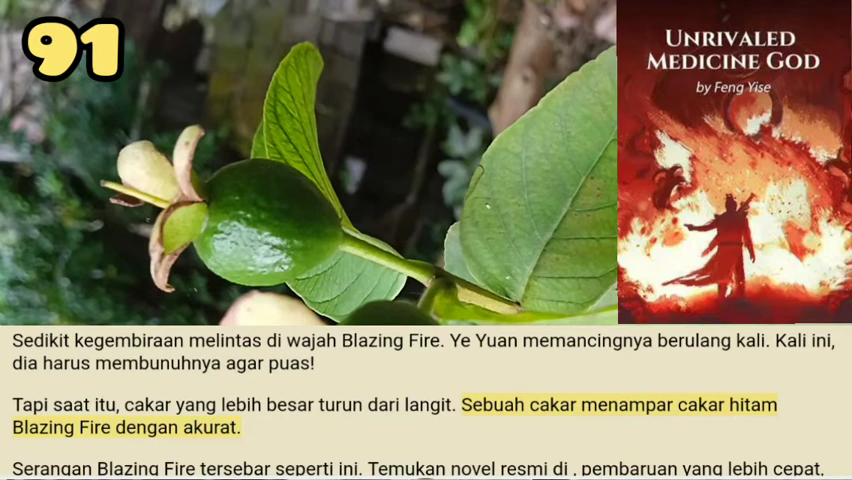 91
UNRIVALED
MEDICINE GOD
by Feng Yise
Sedikit kegembiraan melintas di wajah Blazing Fire. Ye Yuan memancingnya berulang kali. Kali ini,
dia harus membunuhnya agar puas!
Tapi saat itu, cakar yang lebih besar turun dari langit. Sebuah cakar menampar cakar hitam
Blazing Fire dengan akurat.
Serangan Blazing Fire tersebar seperti ini. Temukan novel resmi di , pembaruan yang lebih cepat,